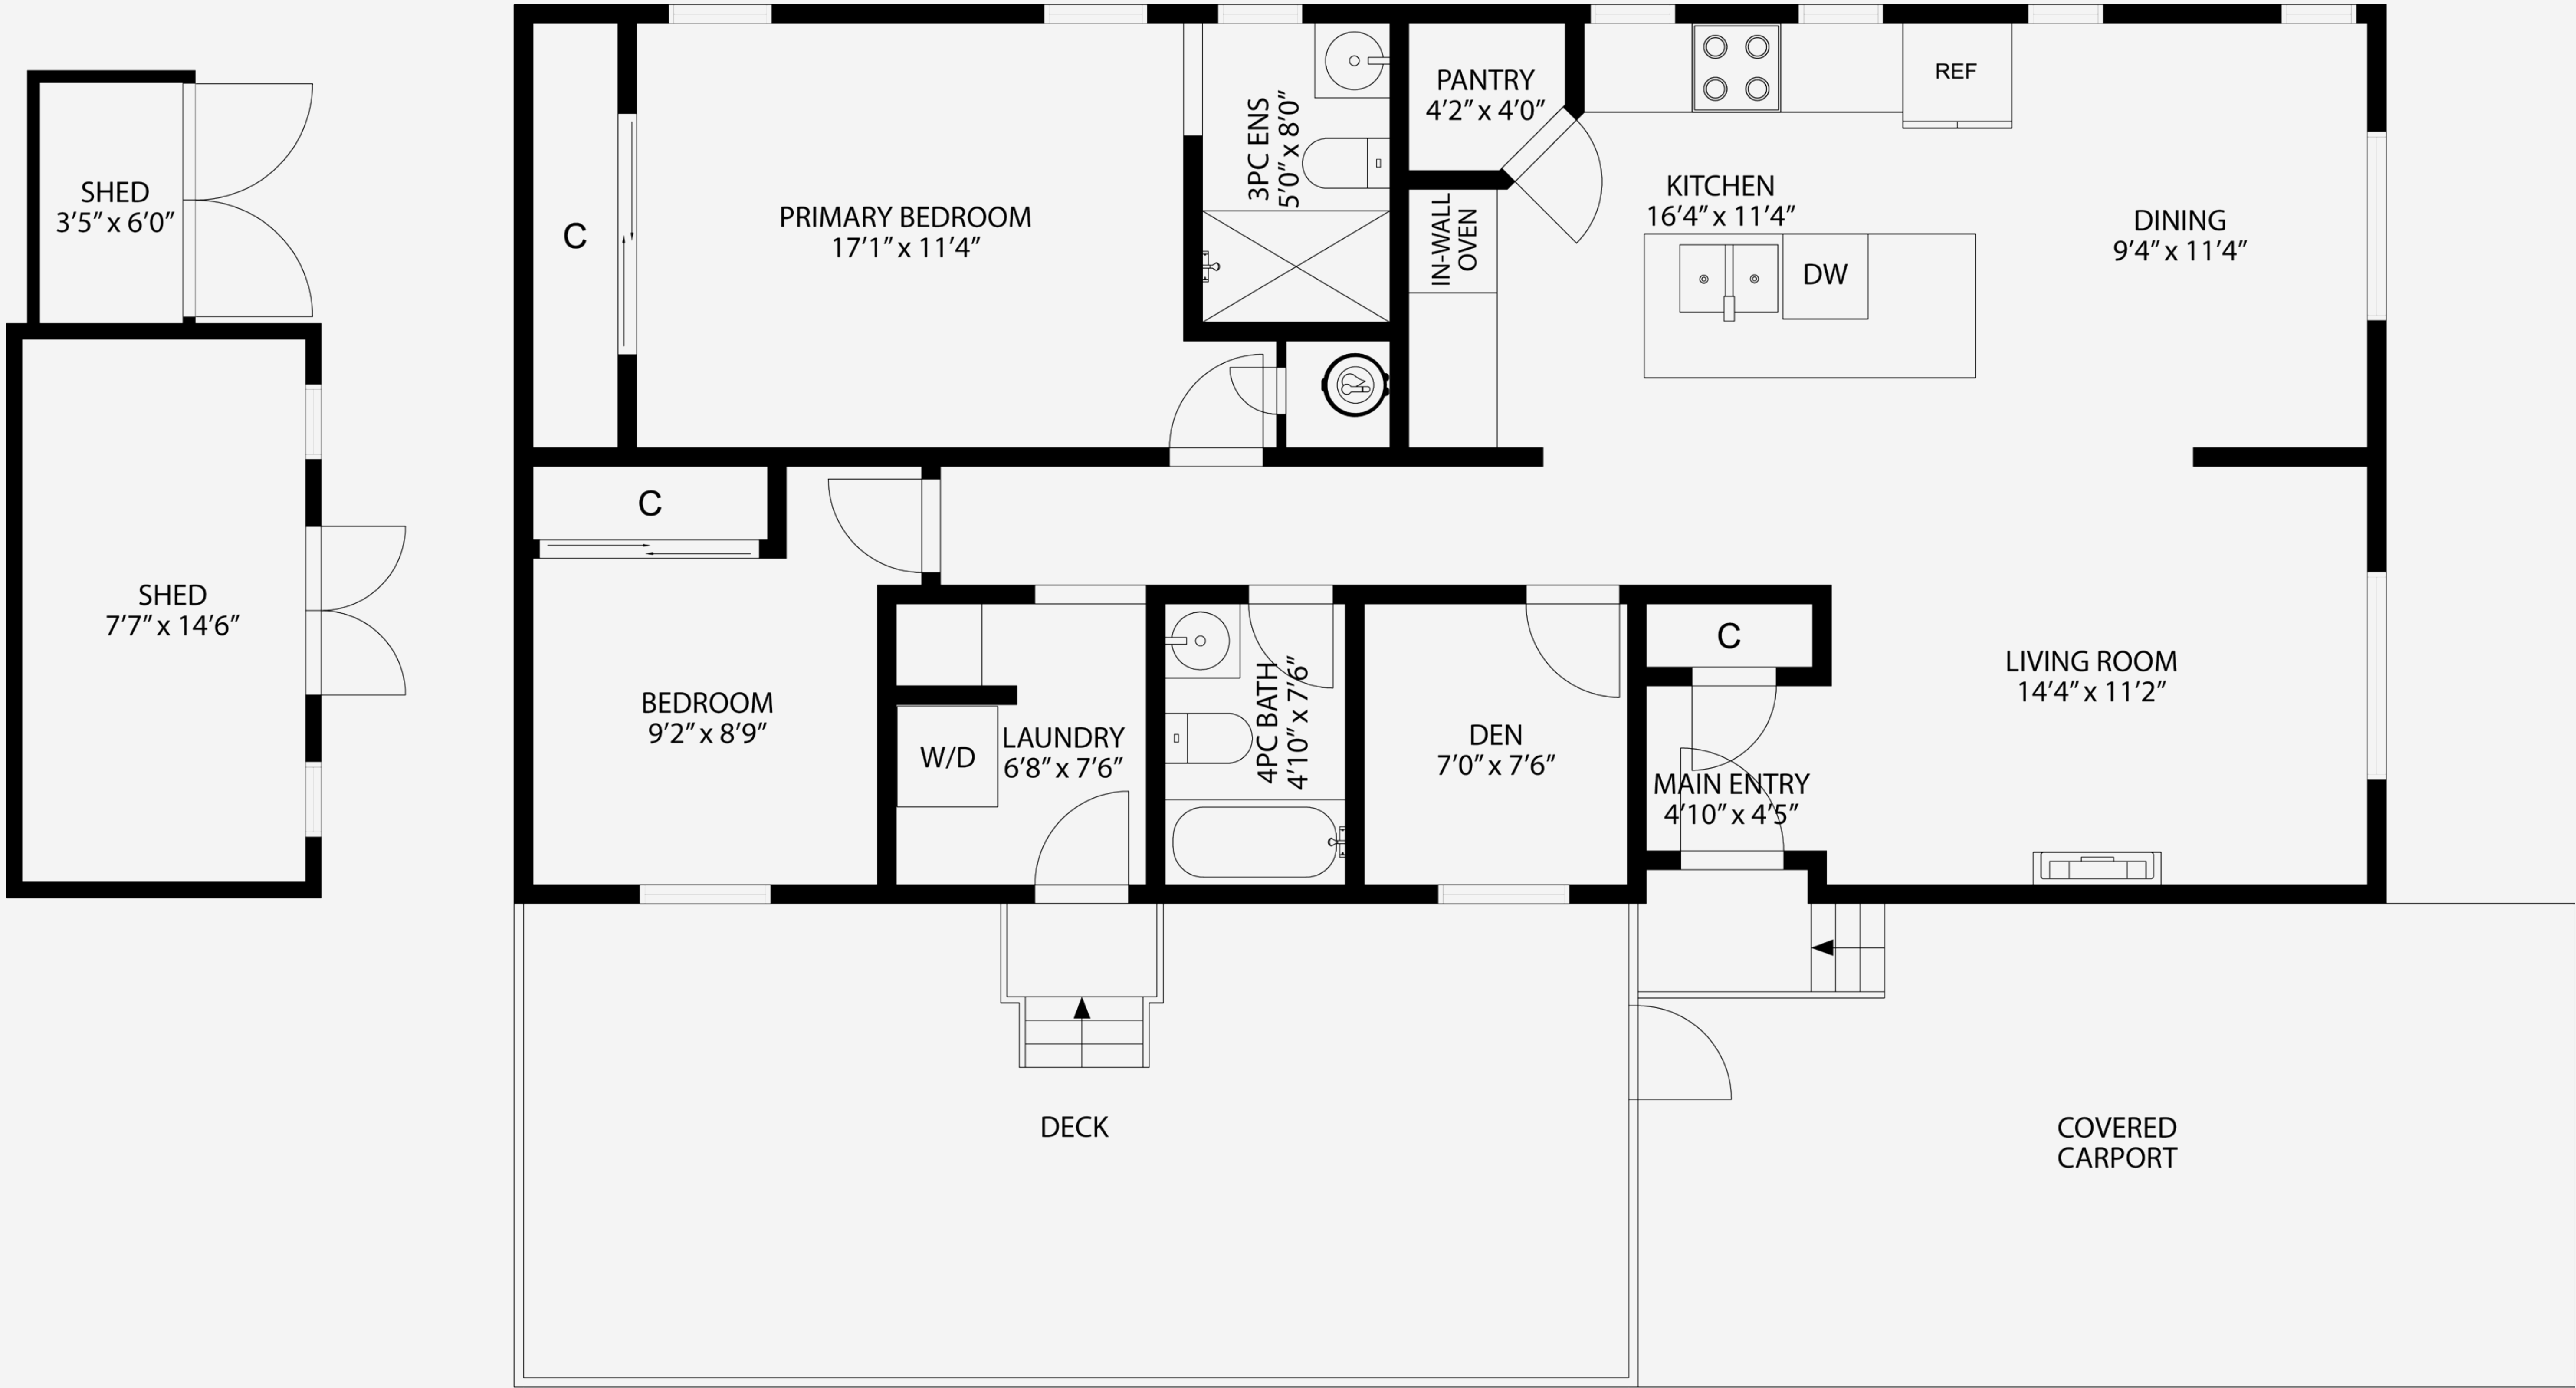 SHED
3’5” x 6’0”
SHED
7’7” x 14’6”
C
PRIMARY BEDROOM
17’1” x 11’4”
3PC ENS
5’0” x 8’0”
PANTRY
4’2” x 4’0”
IN-WALL
OVEN
REF
KITCHEN
16’4” x 11’4”
DW
DINING
9’4” x 11’4”
C
BEDROOM
9’2” x 8’9”
W/D
LAUNDRY
6’8” x 7’6”
4PC BATH
4’10” x 7’6”
DEN
7’0” x 7’6”
C
MAIN ENTRY
4’10” x 4’5”
LIVING ROOM
14’4” x 11’2”
DECK
COVERED
CARPORT